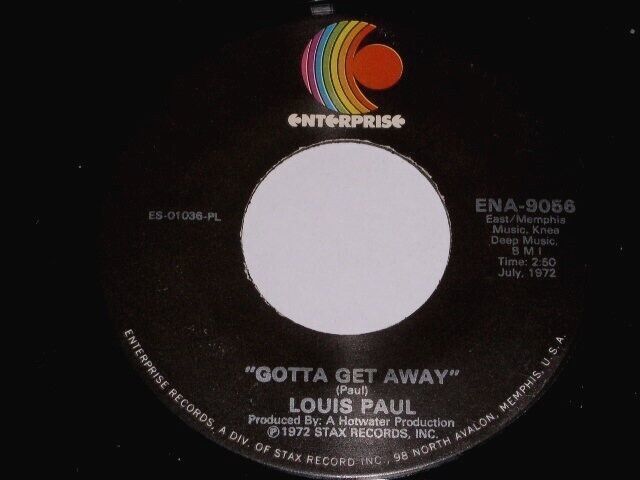 ENTERPRISE
ES-01036-PL
ENA-9056
East/Memphis
Music, Knea
Deep Music,
B M I
Time: 2:50
July, 1972
"GOTTA GET AWAY"
(Paul)
LOUIS PAUL
Produced By: A Hotwater Production
℗1972 STAX RECORDS, INC.
ENTERPRISE RECORDS, A DIV. OF STAX RECORD INC., 98 NORTH AVALON, MEMPHIS, U.S.A.